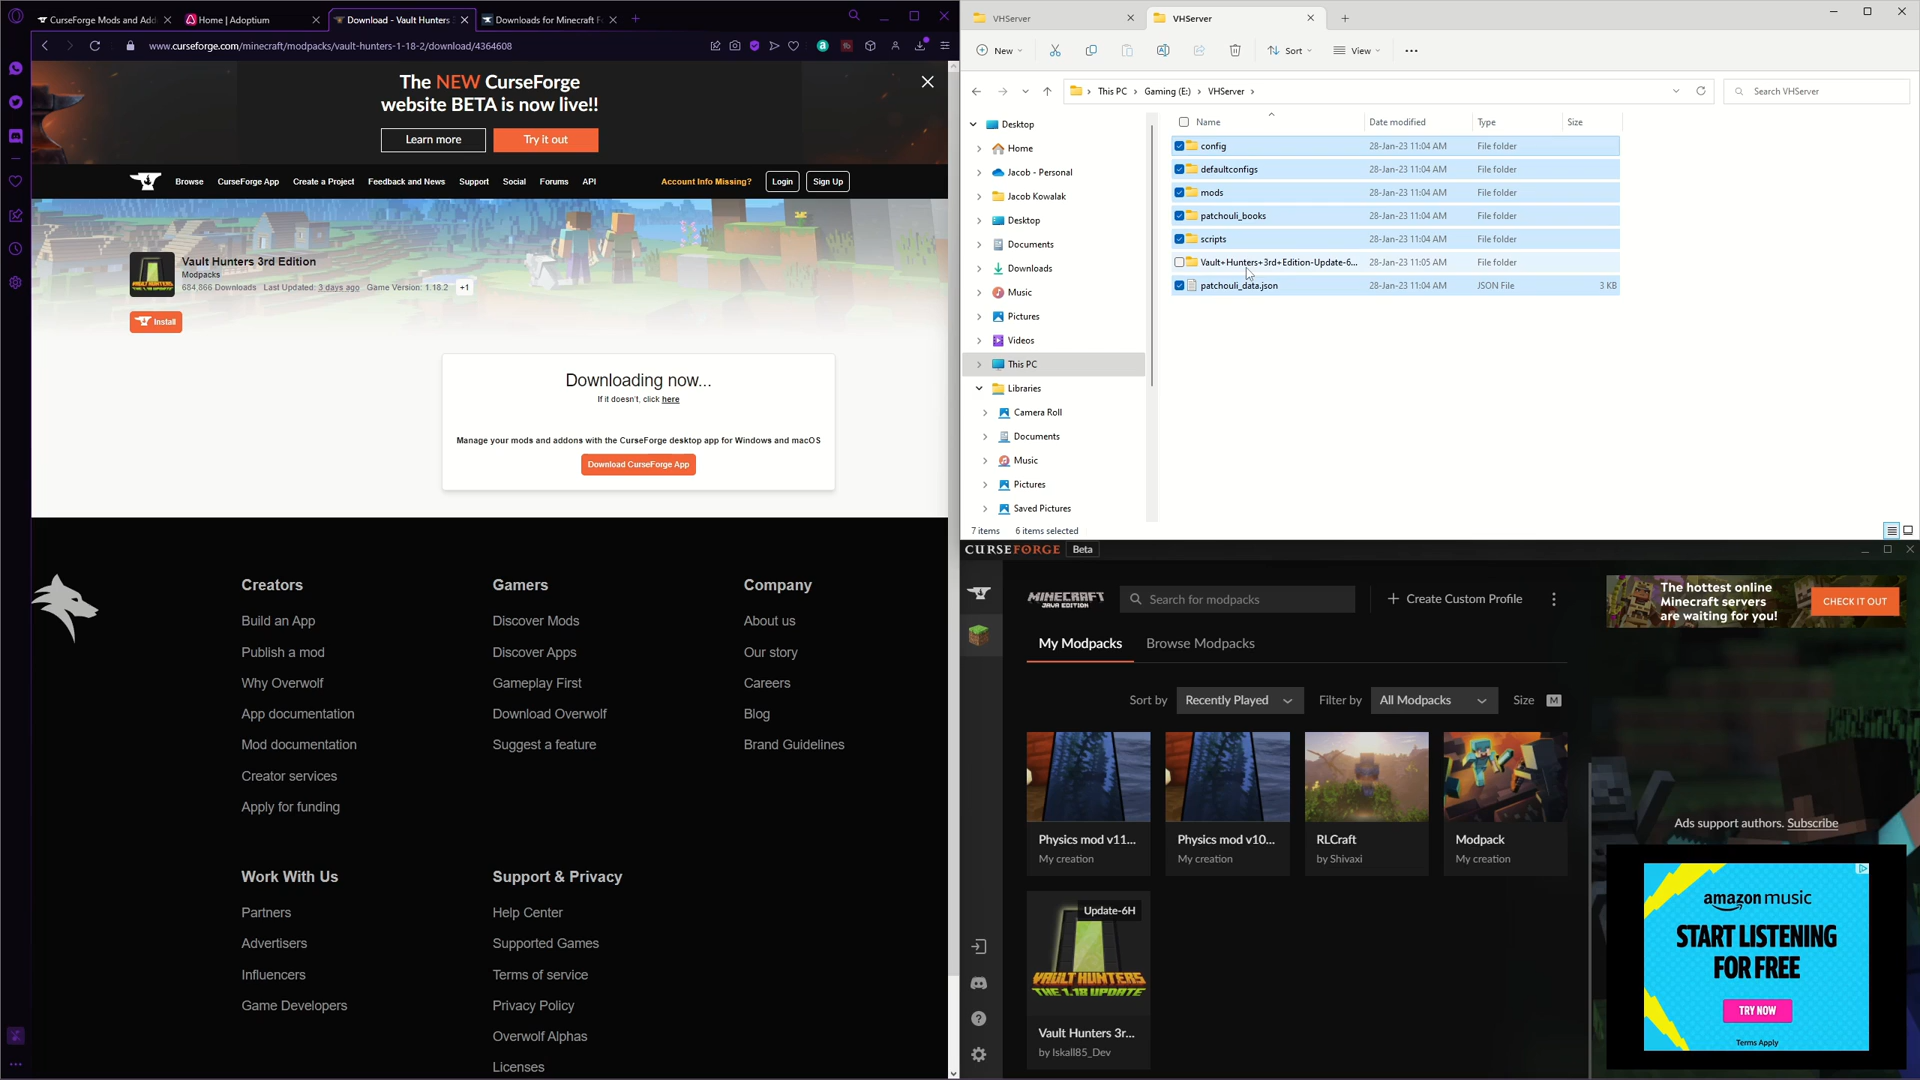 CurseForge Mods and Add
Home | Adoptium
Download - Vault Hunters
Downloads for Minecraft F
www.curseforge.com/minecraft/modpacks/vault-hunters-1-18-2/download/4364608
The NEW CurseForge
website BETA is now live!!
Learn more
Try it out
Browse
CurseForge App
Create a Project
Feedback and News
Support
Social
Forums
API
Account Info Missing?
Login
Sign Up
Vault Hunters 3rd Edition
Modpacks
684,866 Downloads Last Updated: 3 days ago Game Version: 1.18.2 +1
Install
Downloading now...
If it doesn't, click here
Manage your mods and addons with the CurseForge desktop app for Windows and macOS
Download CurseForge App
Creators
Build an App
Publish a mod
Why Overwolf
App documentation
Mod documentation
Creator services
Apply for funding
Gamers
Discover Mods
Discover Apps
Gameplay First
Download Overwolf
Suggest a feature
Company
About us
Our story
Careers
Blog
Brand Guidelines
Work With Us
Partners
Advertisers
Influencers
Game Developers
Support & Privacy
Help Center
Supported Games
Terms of service
Privacy Policy
Overwolf Alphas
Licenses
VHServer
VHServer
New
Sort
View
This PC
Gaming (E:)
VHServer
Search VHServer
Desktop
Home
Jacob - Personal
Jacob Kowalak
Desktop
Documents
Downloads
Music
Pictures
Videos
This PC
Libraries
Camera Roll
Documents
Music
Pictures
Saved Pictures
Name Date modified Type Size
config 28-Jan-23 11:04 AM File folder
defaultconfigs 28-Jan-23 11:04 AM File folder
mods 28-Jan-23 11:04 AM File folder
patchouli_books 28-Jan-23 11:04 AM File folder
scripts 28-Jan-23 11:04 AM File folder
Vault+Hunters+3rd+Edition-Update-6... 28-Jan-23 11:05 AM File folder
patchouli_data.json 28-Jan-23 11:04 AM JSON File 3 KB
7 items 6 items selected
CURSEFORGE Beta
MINECRAFT
JAVA EDITION
Search for modpacks
Create Custom Profile
My Modpacks
Browse Modpacks
Sort by Recently Played Filter by All Modpacks Size M
Physics mod v11...
My creation
Physics mod v10...
My creation
RLCraft
by Shivaxi
Modpack
My creation
Update-6H
VAULT HUNTERS
THE 1.18 UPDATE
Vault Hunters 3r...
by Iskall85_Dev
The hottest online
Minecraft servers
are waiting for you!
CHECK IT OUT
Ads support authors. Subscribe
amazon music
START LISTENING
FOR FREE
TRY NOW
Terms Apply